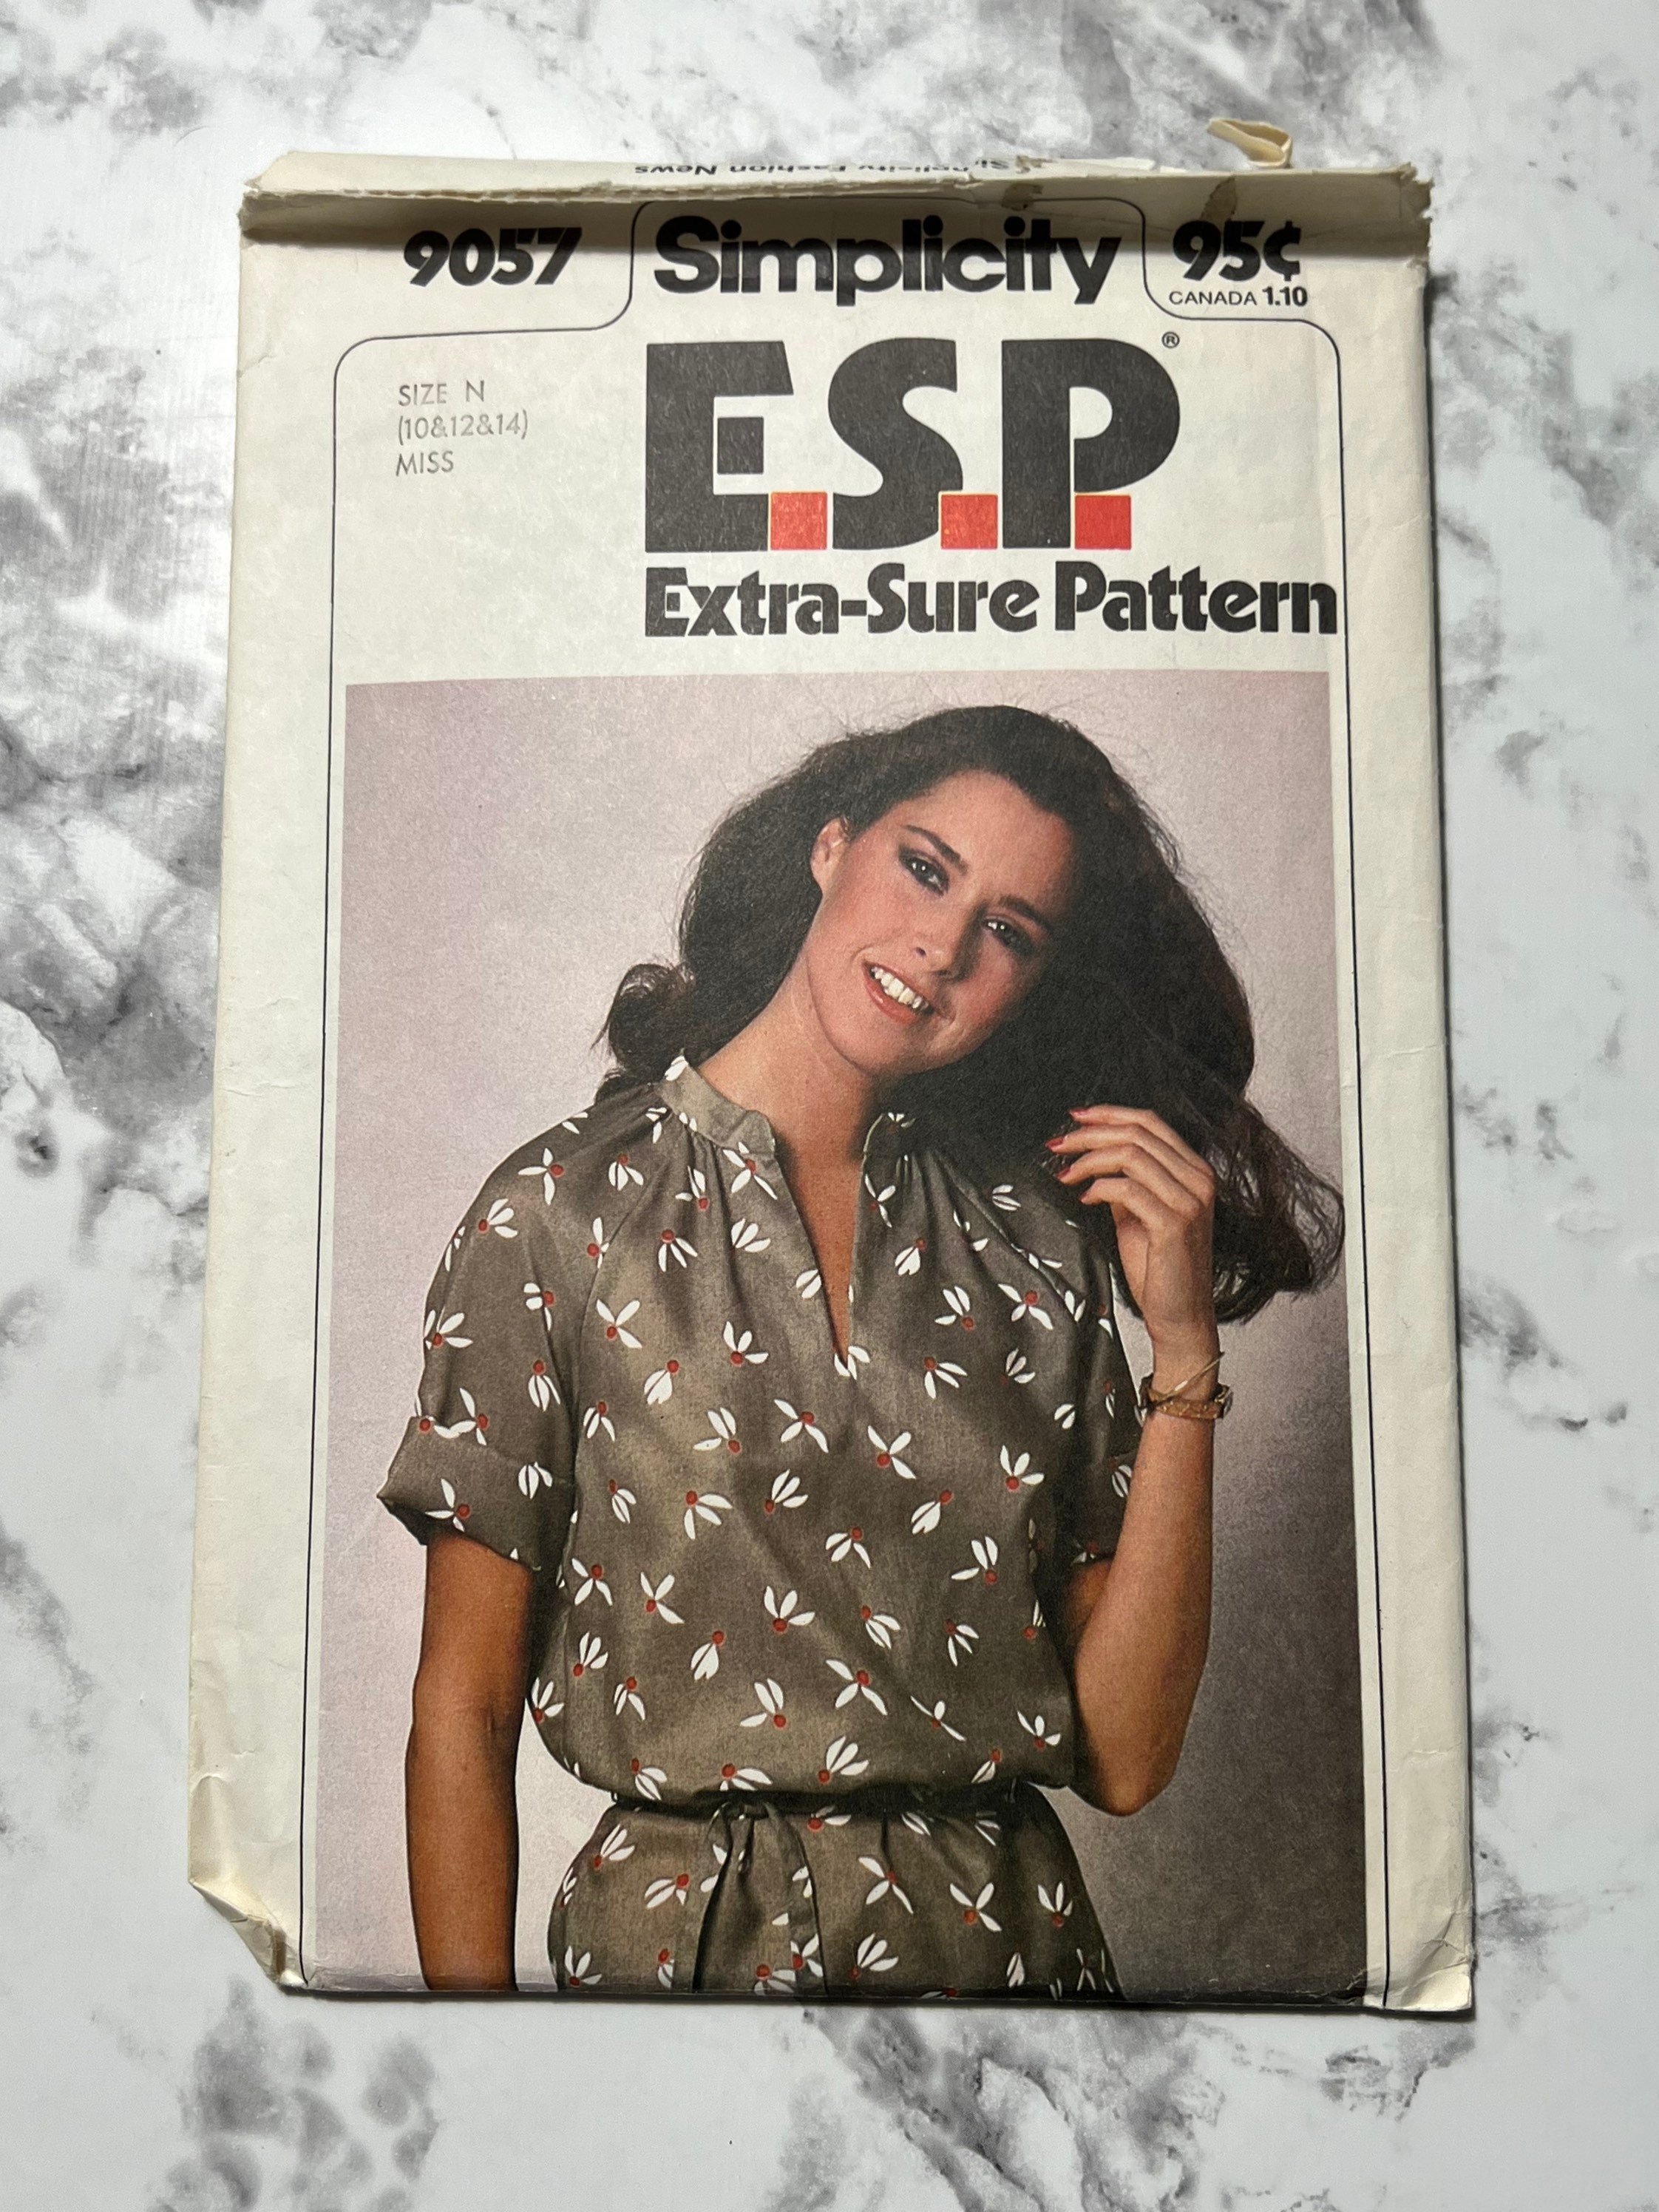 Simplicity Fashion News
9057 Simplicity 95¢
CANADA 1.10
SIZE N
(10&12&14)
MISS
E.S.P.®
Extra-Sure Pattern